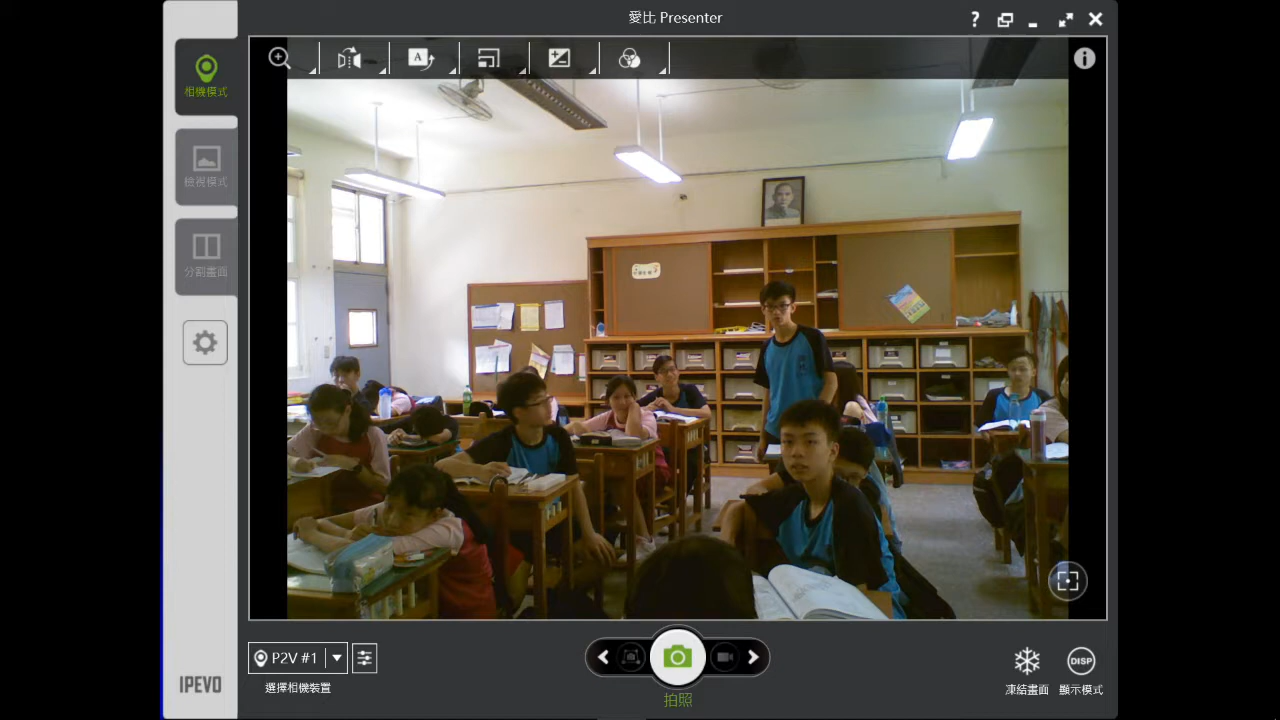 愛比 Presenter
?
相機模式
A
檢視模式
分割畫面
P2V #1
選擇相機裝置
拍照
DISP
凍結畫面
顯示模式
IPEVO